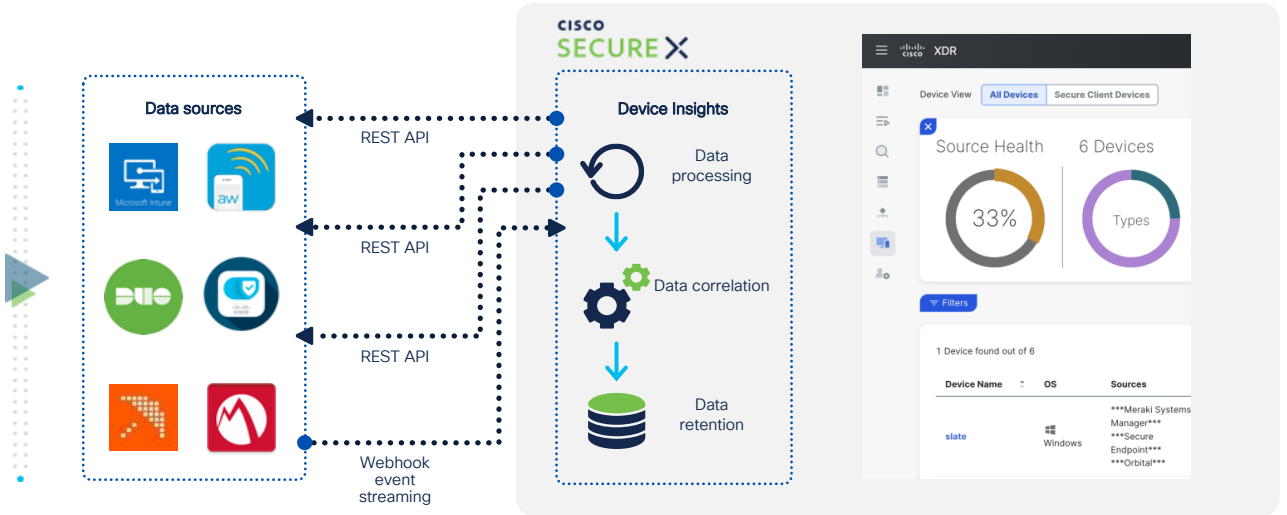 CISCO
SECURE X
Data sources
Microsoft Intune
aw
DUO
CISCO
REST API
REST API
REST API
Webhook
event
streaming
Device Insights
Data
processing
Data correlation
Data
retention
CISCO
XDR
Device View
All Devices
Secure Client Devices
Source Health
6 Devices
33%
Types
Filters
1 Device found out of 6
Device Name
OS
Sources
slate
Windows
***Meraki Systems
Manager***
***Secure
Endpoint***
***Orbital***